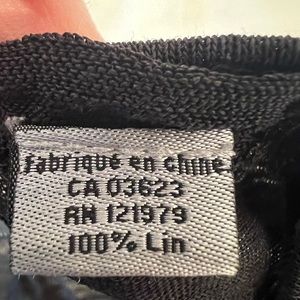 fabriqué en chine
CA 03623
RN 121979
100% Lin